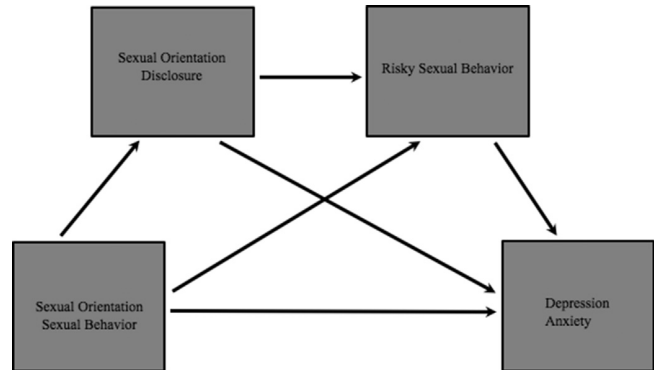 Sexual Orientation
Disclosure
Risky Sexual Behavior
Sexual Orientation
Sexual Behavior
Depression
Anxiety